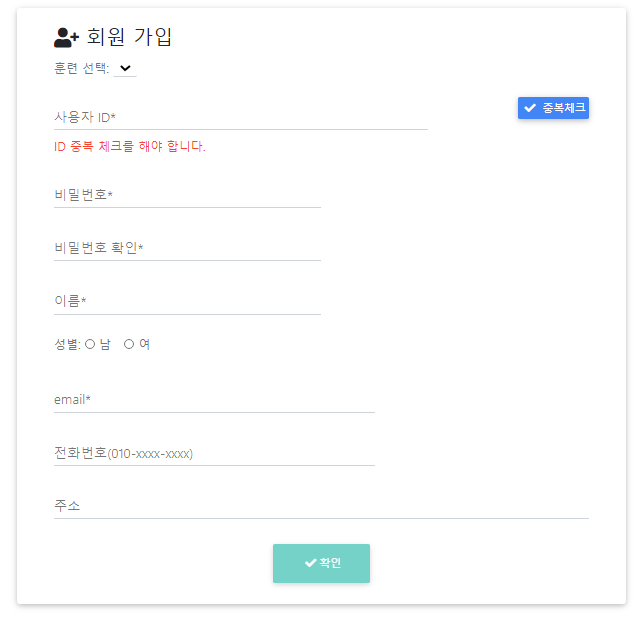 회원 가입
훈련 선택:
사용자 ID*
중복체크
ID 중복 체크를 해야 합니다.
비밀번호*
비밀번호 확인*
이름*
성별: 남 여
email*
전화번호(010-xxxx-xxxx)
주소
확인